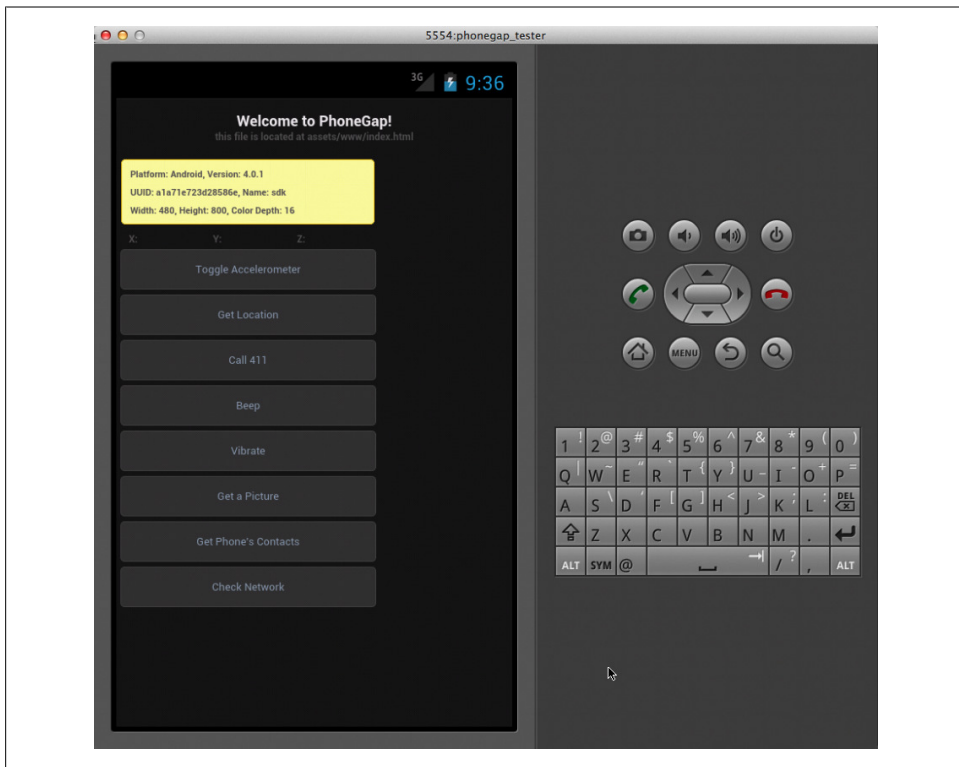 5554:phonegap_tester
3G 9:36
Welcome to PhoneGap!
this file is located at assets/www/index.html
Platform: Android, Version: 4.0.1
UUID: a1a71e723d28586e, Name: sdk
Width: 480, Height: 800, Color Depth: 16
X: Y: Z:
Toggle Accelerometer
Get Location
Call 411
Beep
Vibrate
Get a Picture
Get Phone's Contacts
Check Network
MENU
1 ! 2 @ 3 # 4 $ 5 % 6 ^ 7 & 8 * 9 ( 0 )
Q | W ~ E " R ` T { Y } U _ I - O + P =
A S \ D ' F [ G ] H < J > K ; L : DEL
Z X C V B N M .
ALT SYM @ / ? , ALT